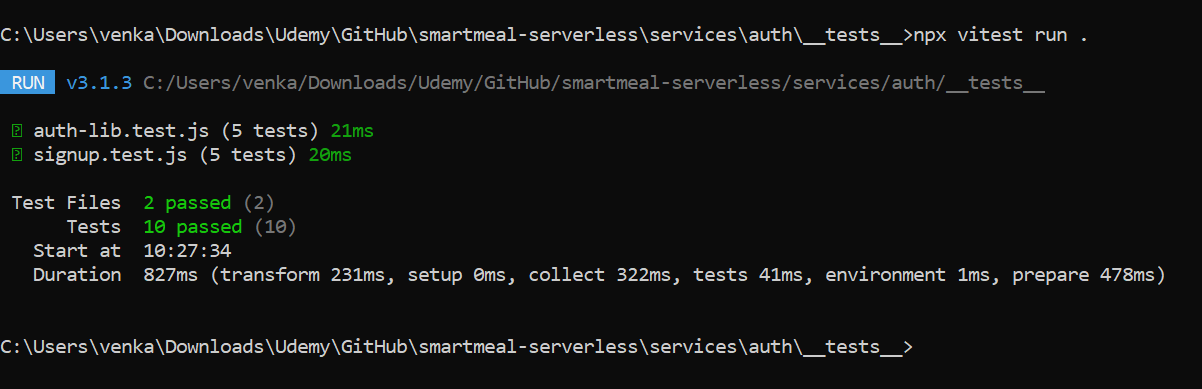 C:\Users\venka\Downloads\Udemy\GitHub\smartmeal-serverless\services\auth\__tests__>npx vitest run .
RUN v3.1.3 C:/Users/venka/Downloads/Udemy/GitHub/smartmeal-serverless/services/auth/__tests__
auth-lib.test.js (5 tests) 21ms
signup.test.js (5 tests) 20ms
Test Files 2 passed (2)
Tests 10 passed (10)
Start at 10:27:34
Duration 827ms (transform 231ms, setup 0ms, collect 322ms, tests 41ms, environment 1ms, prepare 478ms)
C:\Users\venka\Downloads\Udemy\GitHub\smartmeal-serverless\services\auth\__tests__>